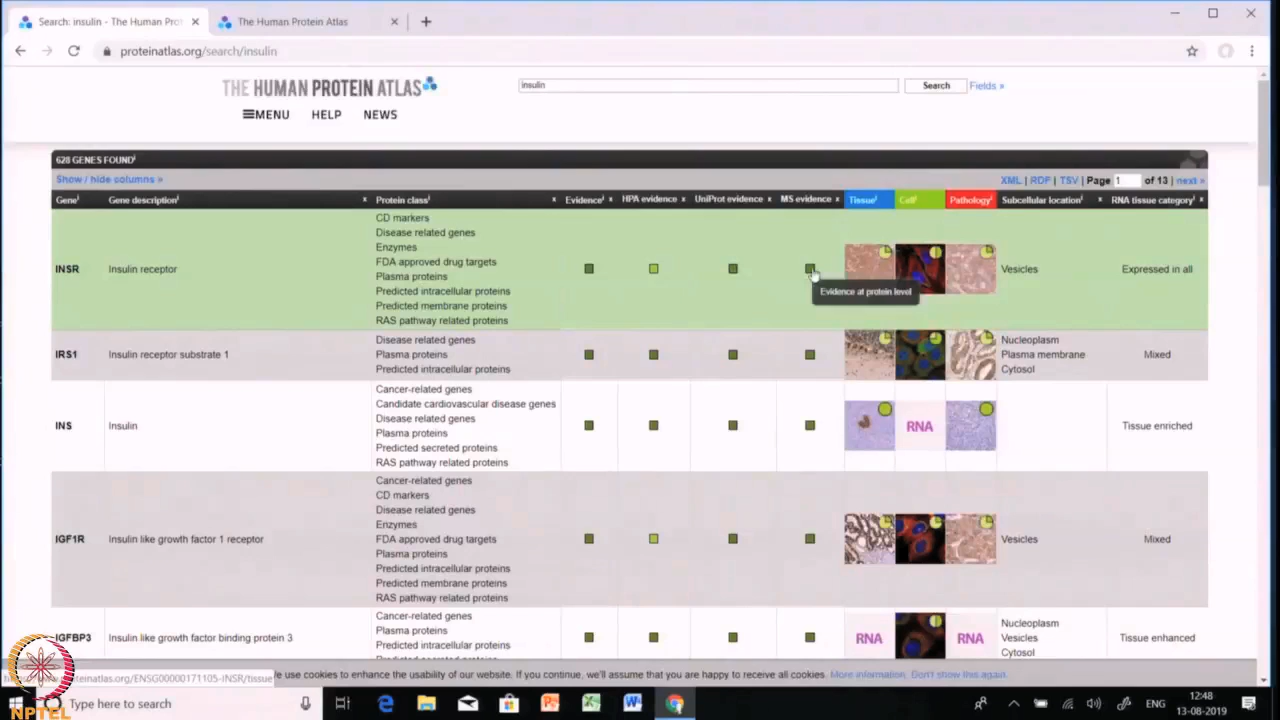 Search: insulin - The Human Pro
The Human Protein Atlas
proteinatlas.org/search/insulin
THE HUMAN PROTEIN ATLAS
insulin
Search
Fields »
MENU
HELP
NEWS
628 GENES FOUND
Show / hide columns »
XML | RDF | TSV | Page 1 of 13 | next »
Gene Gene description x Protein class x Evidence x HPA evidence x UniProt evidence x MS evidence x Tissue Cell Pathology Subcellular location x RNA tissue category x
INSR
Insulin receptor
CD markers
Disease related genes
Enzymes
FDA approved drug targets
Plasma proteins
Predicted intracellular proteins
Predicted membrane proteins
RAS pathway related proteins
Evidence at protein level
Vesicles
Expressed in all
IRS1
Insulin receptor substrate 1
Disease related genes
Plasma proteins
Predicted intracellular proteins
Nucleoplasm
Plasma membrane
Cytosol
Mixed
INS
Insulin
Cancer-related genes
Candidate cardiovascular disease genes
Disease related genes
Plasma proteins
Predicted secreted proteins
RAS pathway related proteins
RNA
Tissue enriched
IGF1R
Insulin like growth factor 1 receptor
Cancer-related genes
CD markers
Disease related genes
Enzymes
FDA approved drug targets
Plasma proteins
Predicted intracellular proteins
Predicted membrane proteins
RAS pathway related proteins
Vesicles
Mixed
IGFBP3
Insulin like growth factor binding protein 3
Cancer-related genes
Plasma proteins
Predicted intracellular proteins
RNA
RNA
Nucleoplasm
Vesicles
Cytosol
Tissue enhanced
proteinatlas.org/ENSG00000171105-INSR/tissue
e use cookies to enhance the usability of our website. If you continue, we'll assume that you are happy to receive all cookies. More information. Don't show this again.
NPTEL
Type here to search
ENG
12:48
13-08-2019